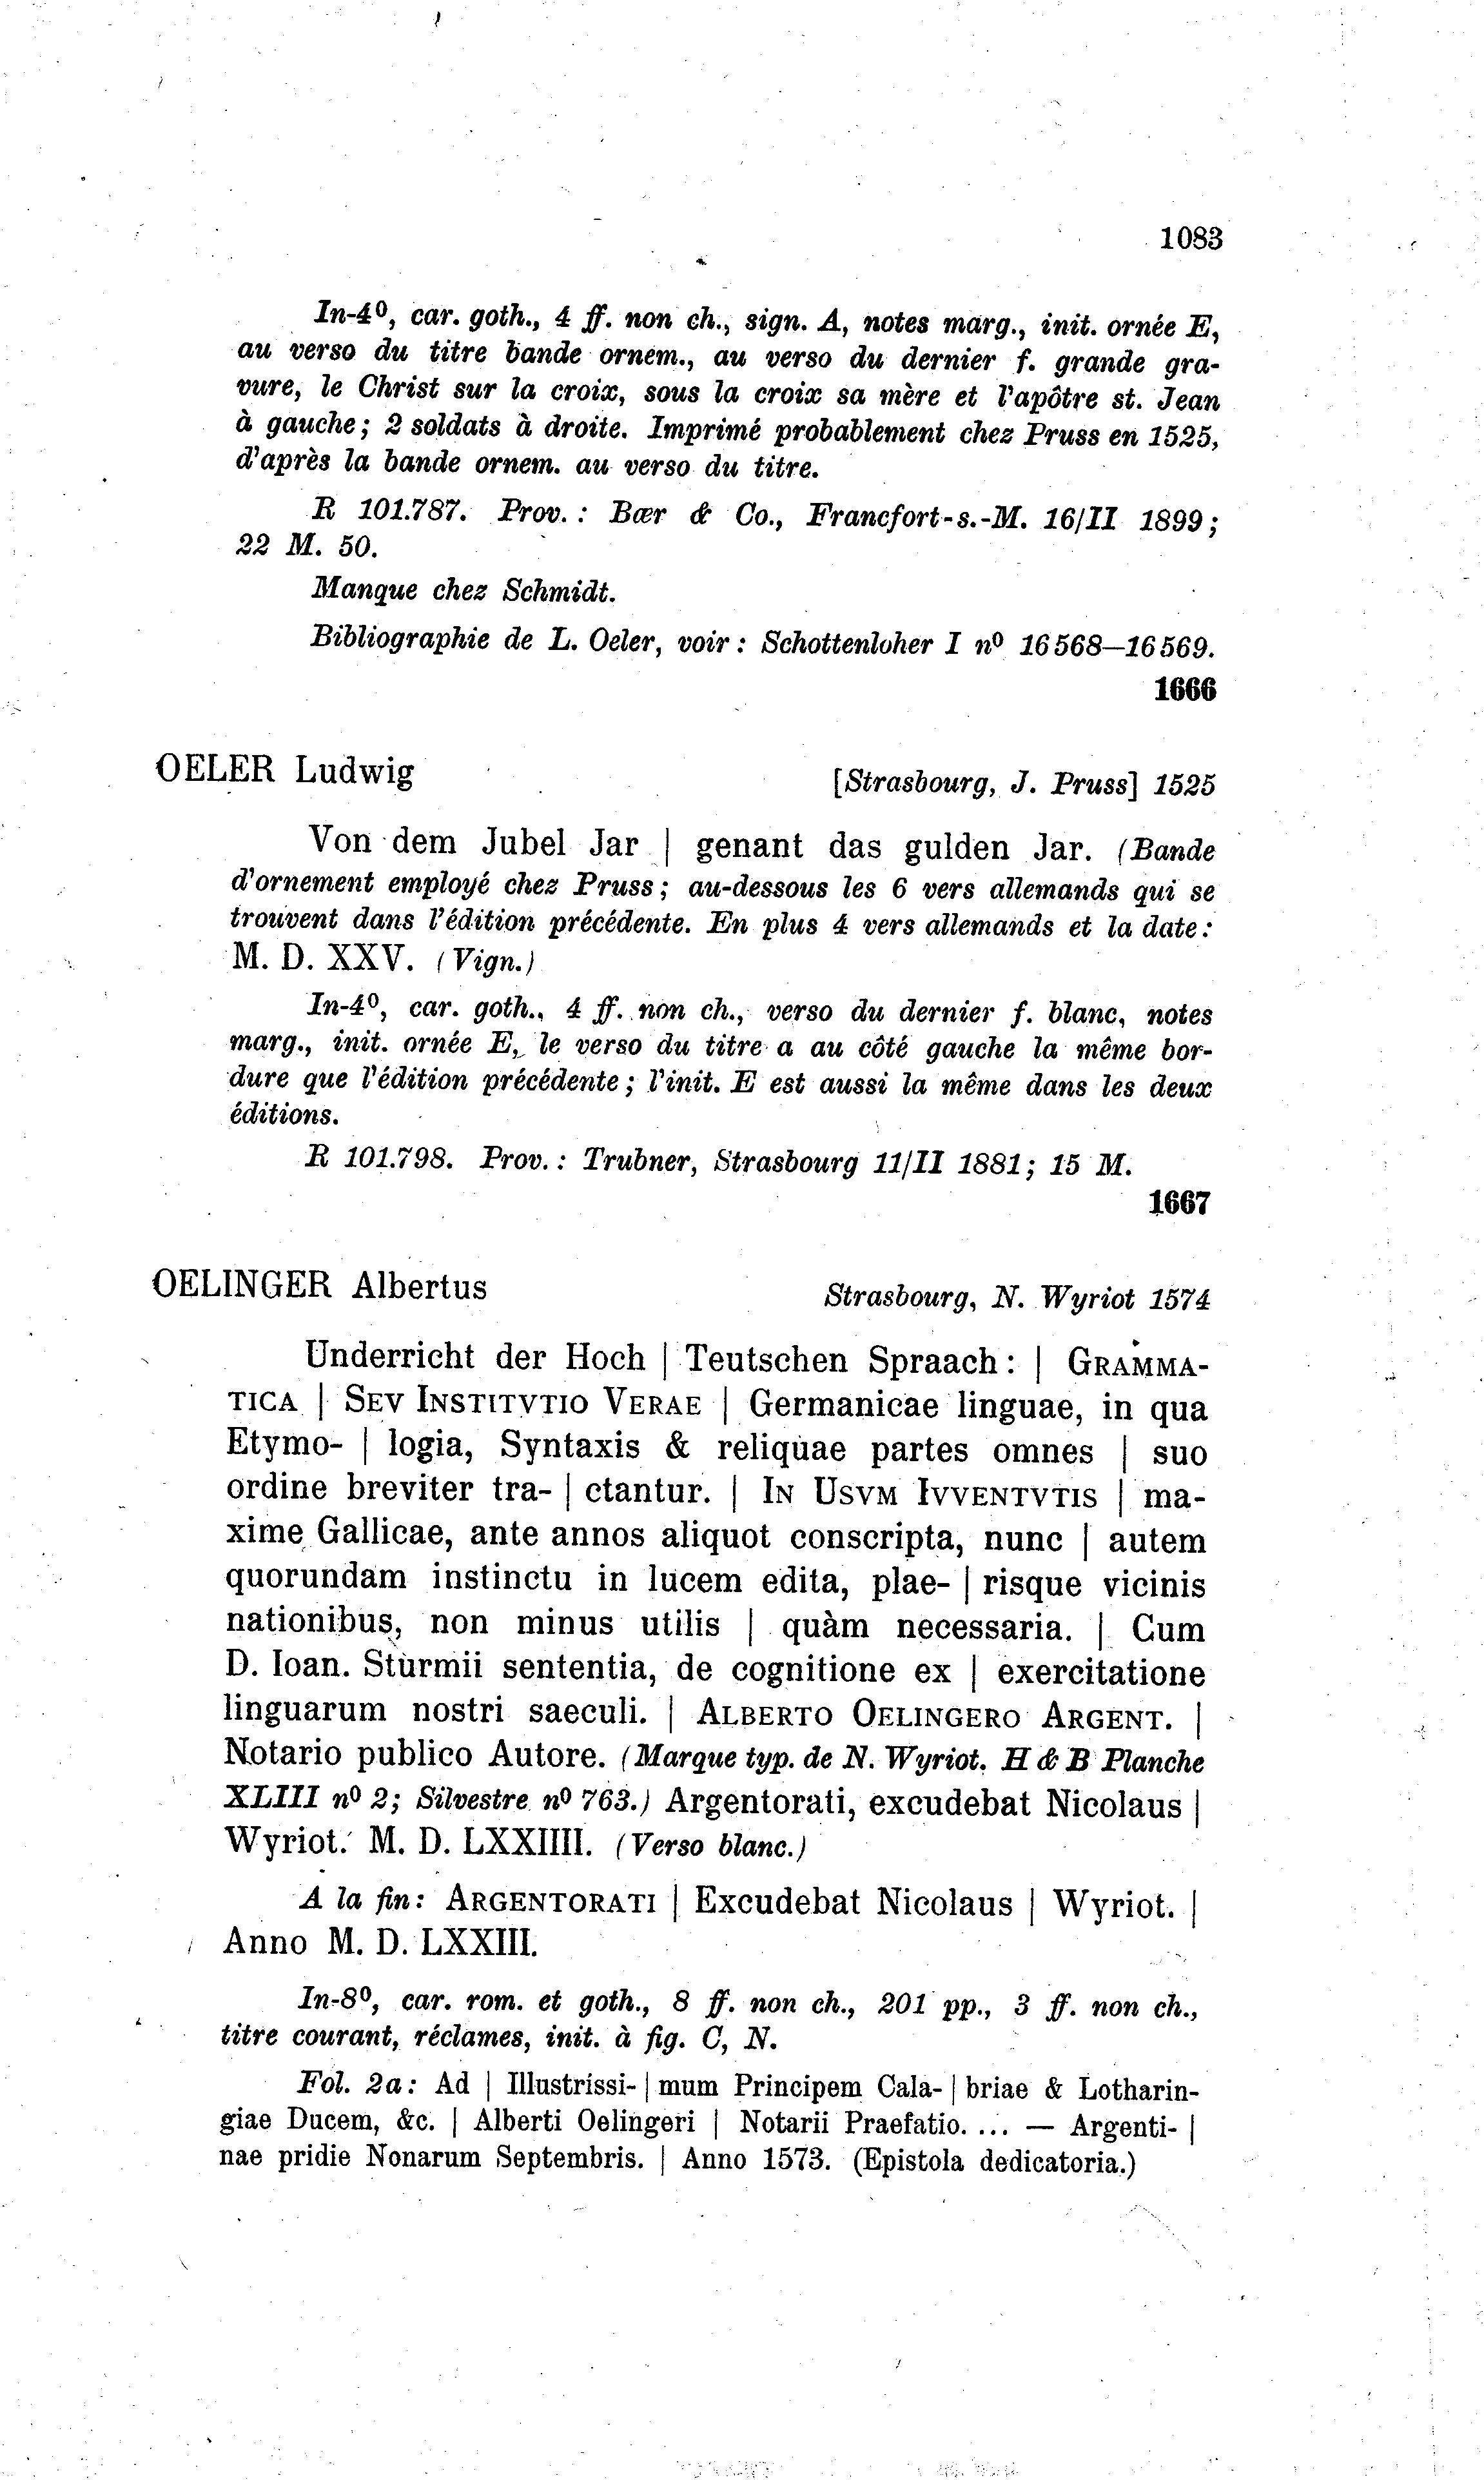 1083
In-4⁰, car. goth., 4 ff. non ch., sign. A, notes marg., init. ornée E,
au verso du titre bande ornem., au verso du dernier f. grande gra-
vure, le Christ sur la croix, sous la croix sa mère et l'apôtre st. Jean
à gauche; 2 soldats à droite. Imprimé probablement chez Pruss en 1525,
d'après la bande ornem. au verso du titre.
R 101.787. Prov.: Bær & Co., Francfort-s.-M. 16/II 1899;
22 M. 50.
Manque chez Schmidt.
Bibliographie de L. Oeler, voir: Schottenloher I n⁰ 16568—16569.
1666
OELER Ludwig
[Strasbourg, J. Pruss] 1525
Von dem Jubel Jar | genant das gulden Jar. (Bande
d'ornement employé chez Pruss; au-dessous les 6 vers allemands qui se
trouvent dans l'édition précédente. En plus 4 vers allemands et la date:
M. D. XXV. (Vign.)
In-4⁰, car. goth., 4 ff. non ch., verso du dernier f. blanc, notes
marg., init. ornée E, le verso du titre a au côté gauche la même bor-
dure que l'édition précédente; l'init. E est aussi la même dans les deux
éditions.
R 101.798. Prov.: Trubner, Strasbourg 11/II 1881; 15 M.
1667
OELINGER Albertus
Strasbourg, N. Wyriot 1574
Underricht der Hoch | Teutschen Spraach: | GRAMMA-
TICA | SEV INSTITVTIO VERAE | Germanicae linguae, in qua
Etymo- | logia, Syntaxis & reliquae partes omnes | suo
ordine breviter tra- | ctantur. | IN USVM IVVENTVTIS | ma-
xime Gallicae, ante annos aliquot conscripta, nunc | autem
quorundam instinctu in lucem edita, plae- | risque vicinis
nationibus, non minus utilis | quàm necessaria. | Cum
D. Ioan. Sturmii sententia, de cognitione ex | exercitatione
linguarum nostri saeculi. | ALBERTO OELINGERO ARGENT. |
Notario publico Autore. (Marque typ. de N. Wyriot. H & B Planche
XLIII n⁰ 2; Silvestre n⁰ 763.) Argentorati, excudebat Nicolaus |
Wyriot. M. D. LXXIIII. (Verso blanc.)
A la fin: ARGENTORATI | Excudebat Nicolaus | Wyriot. |
Anno M. D. LXXIII.
In-8⁰, car. rom. et goth., 8 ff. non ch., 201 pp., 3 ff. non ch.,
titre courant, réclames, init. à fig. C, N.
Fol. 2a: Ad | Illustrissi- | mum Principem Cala- | briae & Lotharin-
giae Ducem, &c. | Alberti Oelingeri | Notarii Praefatio. ... — Argenti- |
nae pridie Nonarum Septembris. | Anno 1573. (Epistola dedicatoria.)